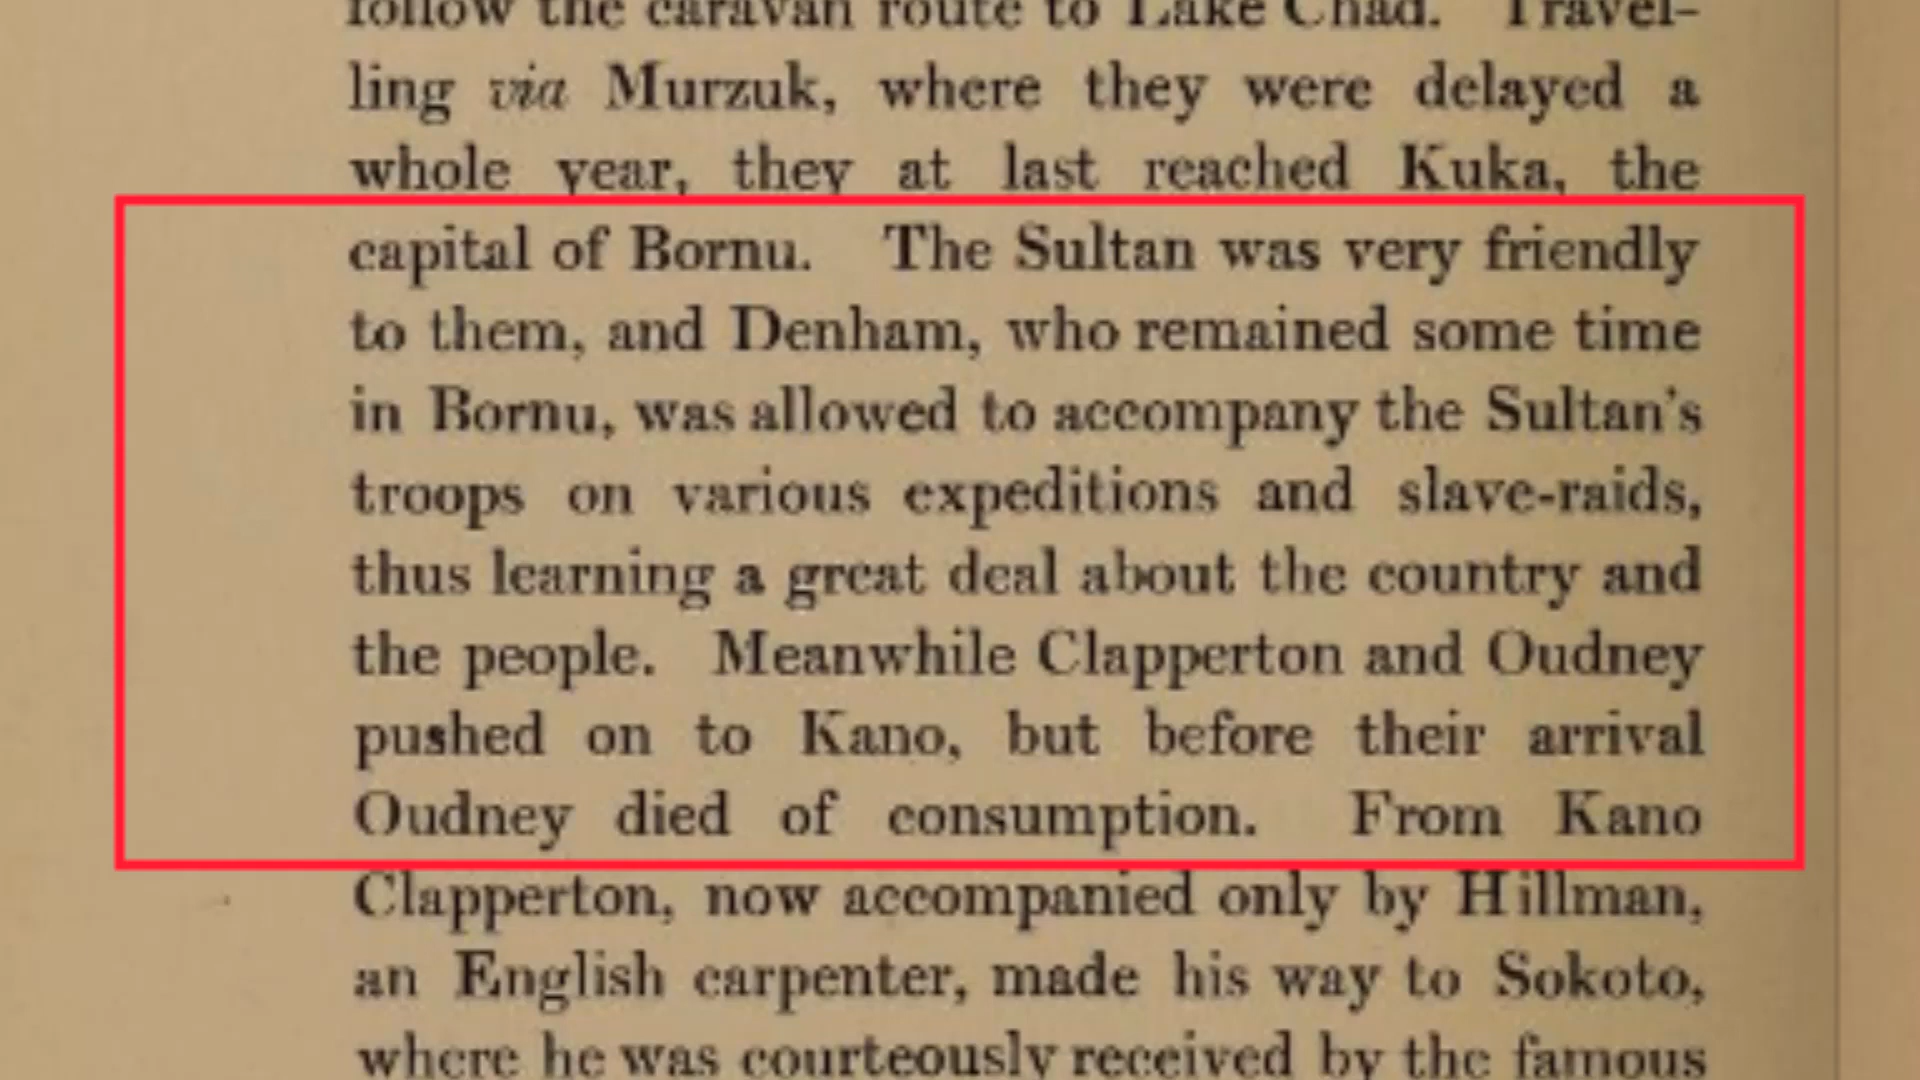 follow the caravan route to Lake Chad. Travel-
ling via Murzuk, where they were delayed a
whole year, they at last reached Kuka, the
capital of Bornu. The Sultan was very friendly
to them, and Denham, who remained some time
in Bornu, was allowed to accompany the Sultan's
troops on various expeditions and slave-raids,
thus learning a great deal about the country and
the people. Meanwhile Clapperton and Oudney
pushed on to Kano, but before their arrival
Oudney died of consumption. From Kano
Clapperton, now accompanied only by Hillman,
an English carpenter, made his way to Sokoto,
where he was courteously received by the famous